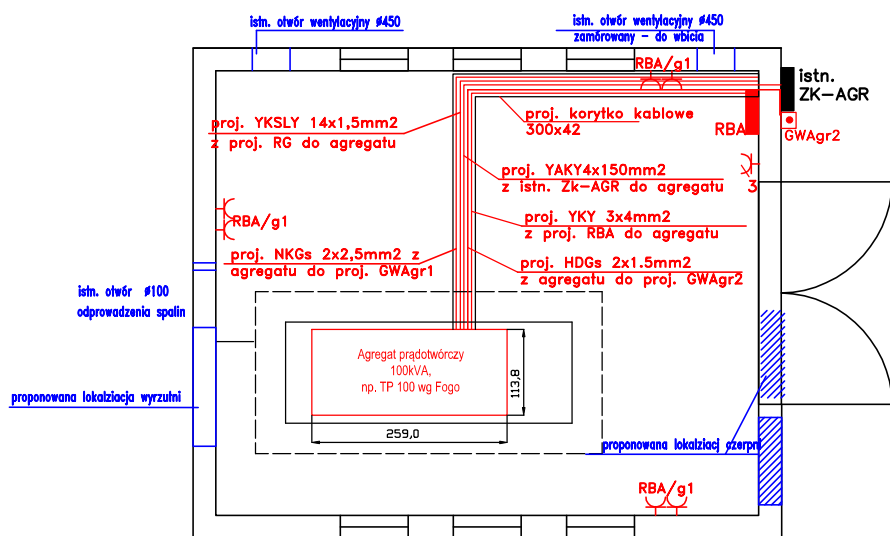 istn. otwór wentylacyjny ø450
istn. otwór wentylacyjny ø450
zamórowany - do wbicia
RBA/g1
istn.
ZK-AGR
proj. YKSLY 14x1,5mm2
z proj. RG do agregatu
proj. korytko kablowe
300x42
RBA
GWAgr2
proj. YAKY4x150mm2
z istn. Zk-AGR do agregatu
3
RBA/g1
proj. YKY 3x4mm2
z proj. RBA do agregatu
proj. NKGs 2x2,5mm2 z
agregatu do proj. GWAgr1
proj. HDGs 2x1.5mm2
z agregatu do proj. GWAgr2
istn. otwór ø100
odprowadzenia spalin
Agregat prądotwórczy
100kVA,
np. TP 100 wg Fogo
113,8
259,0
proponowana lokalziacja wyrzutni
proponowana lokalziacj czerpni
RBA/g1